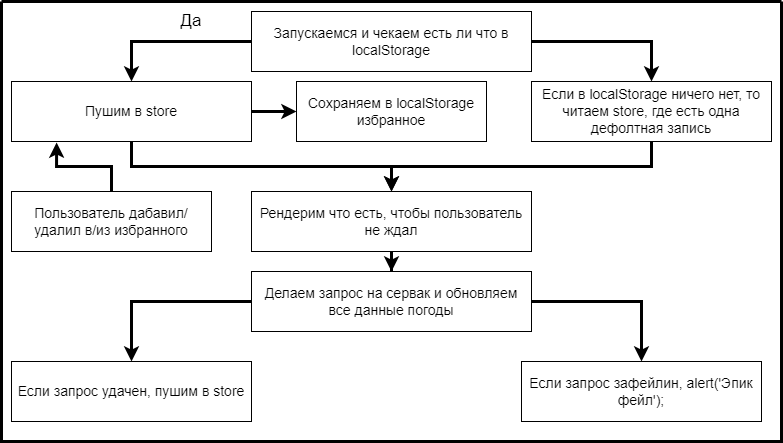 Да
Запускаемся и чекаем есть ли что в
localStorage
Пушим в store
Сохраняем в localStorage
избранное
Если в localStorage ничего нет, то
читаем store, где есть одна
дефолтная запись
Пользователь дабавил/
удалил в/из избранного
Рендерим что есть, чтобы пользователь
не ждал
Делаем запрос на сервак и обновляем
все данные погоды
Если запрос удачен, пушим в store
Если запрос зафейлин, alert('Эпик
фейл');